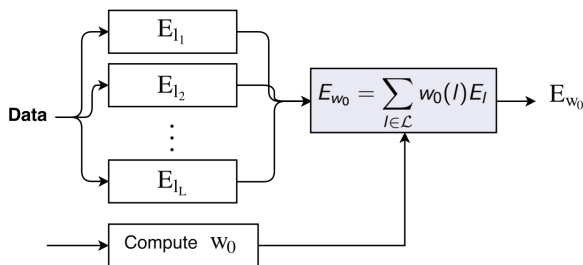 E_{l_1}
E_{l_2}
Data
⋮
E_{l_L}
E_{w_0} = \sum_{l \in \mathcal{L}} w_0(l) E_l
E_{w_0}
Compute w_0